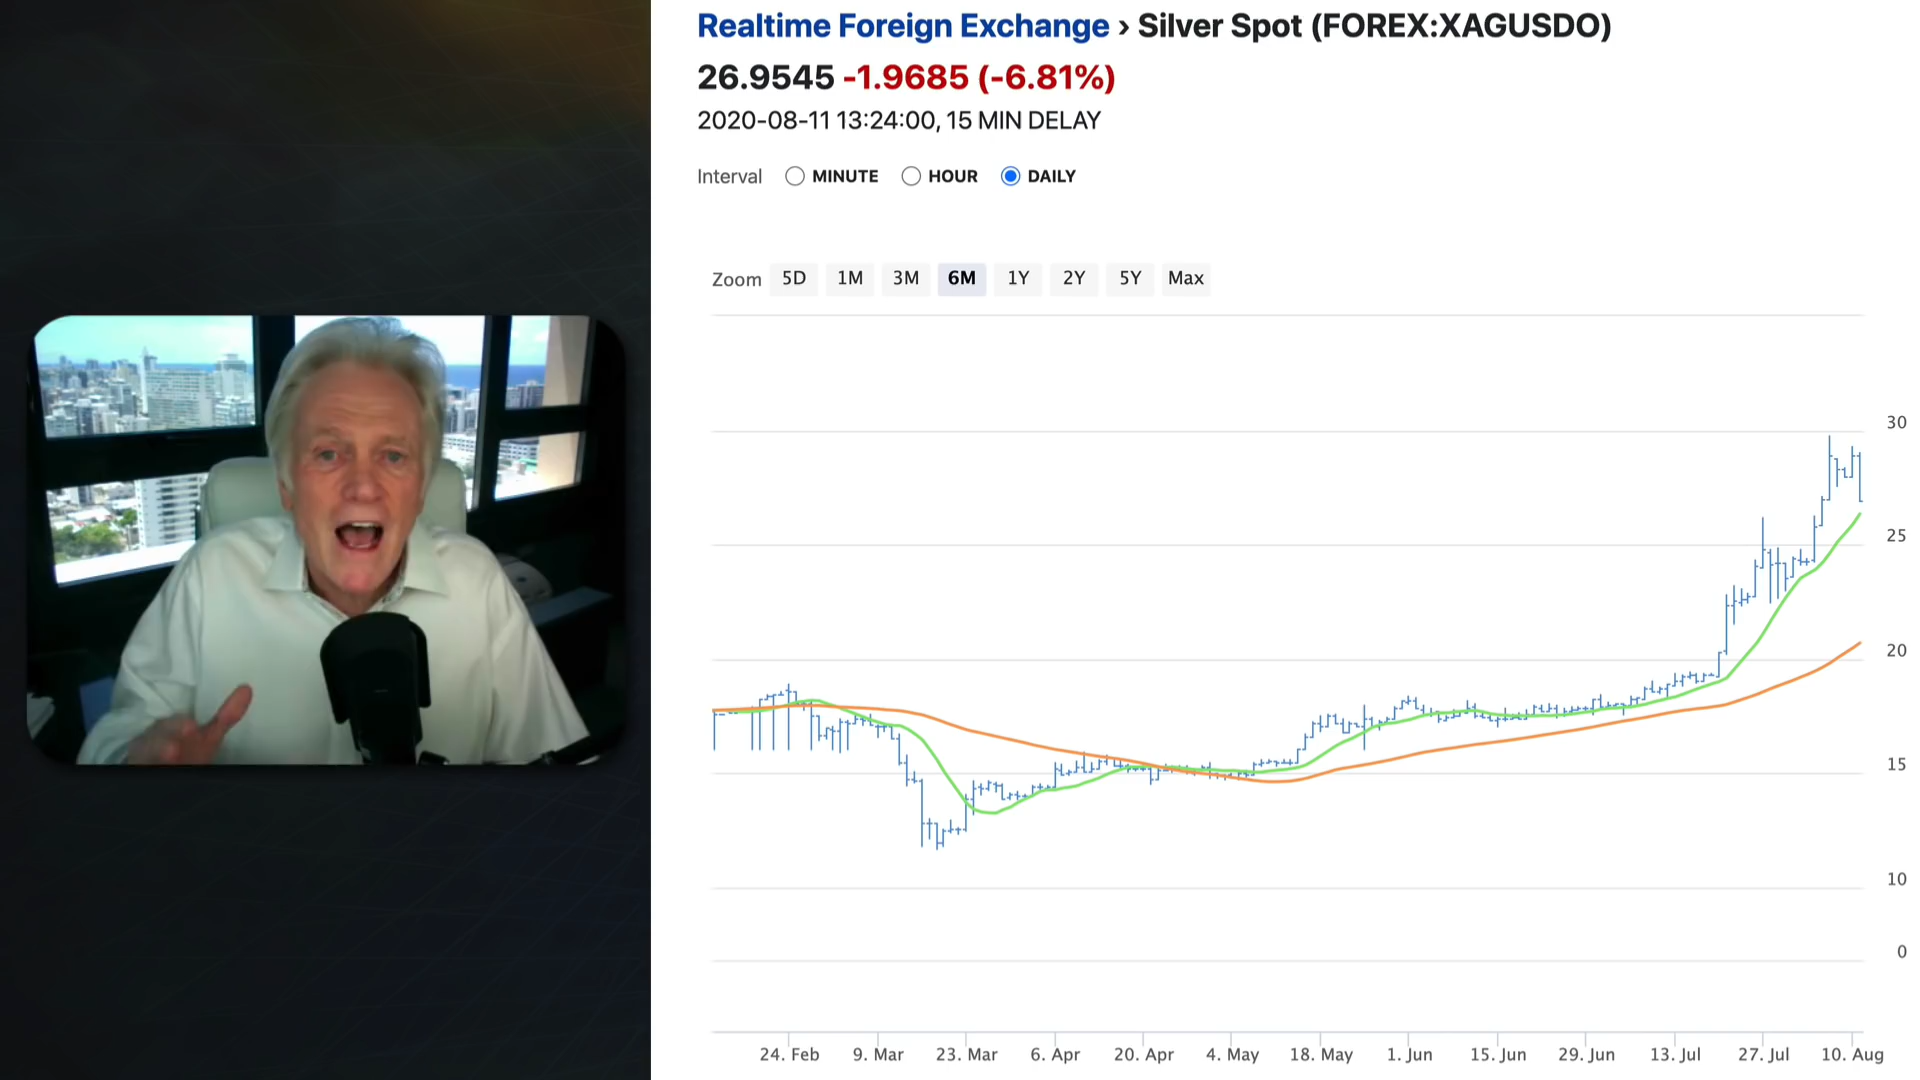 Realtime Foreign Exchange › Silver Spot (FOREX:XAGUSDO)
26.9545 -1.9685 (-6.81%)
2020-08-11 13:24:00, 15 MIN DELAY
Interval MINUTE HOUR DAILY
Zoom 5D 1M 3M 6M 1Y 2Y 5Y Max
30
25
20
15
10
0
24. Feb 9. Mar 23. Mar 6. Apr 20. Apr 4. May 18. May 1. Jun 15. Jun 29. Jun 13. Jul 27. Jul 10. Aug